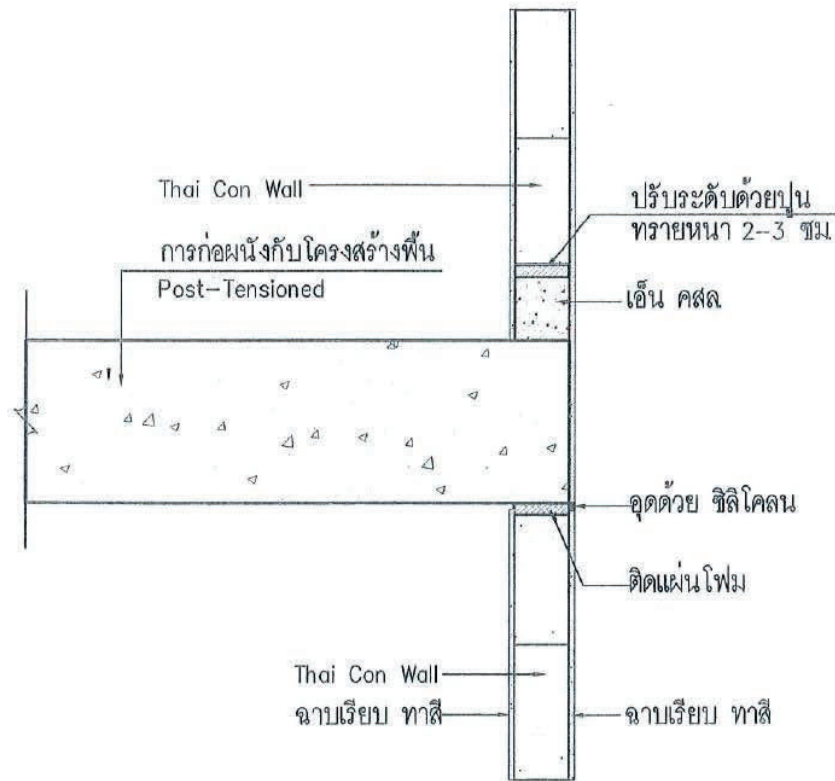 Thai Con Wall
ปรับระดับด้วยปูน
ทรายหนา 2-3 ซม.
การก่อผนังกับโครงสร้างพื้น
Post-Tensioned
เอ็น คสล
อุดด้วย ซิลิโคลน
ติดแผ่นโฟม
Thai Con Wall
ฉาบเรียบ ทาสี
ฉาบเรียบ ทาสี